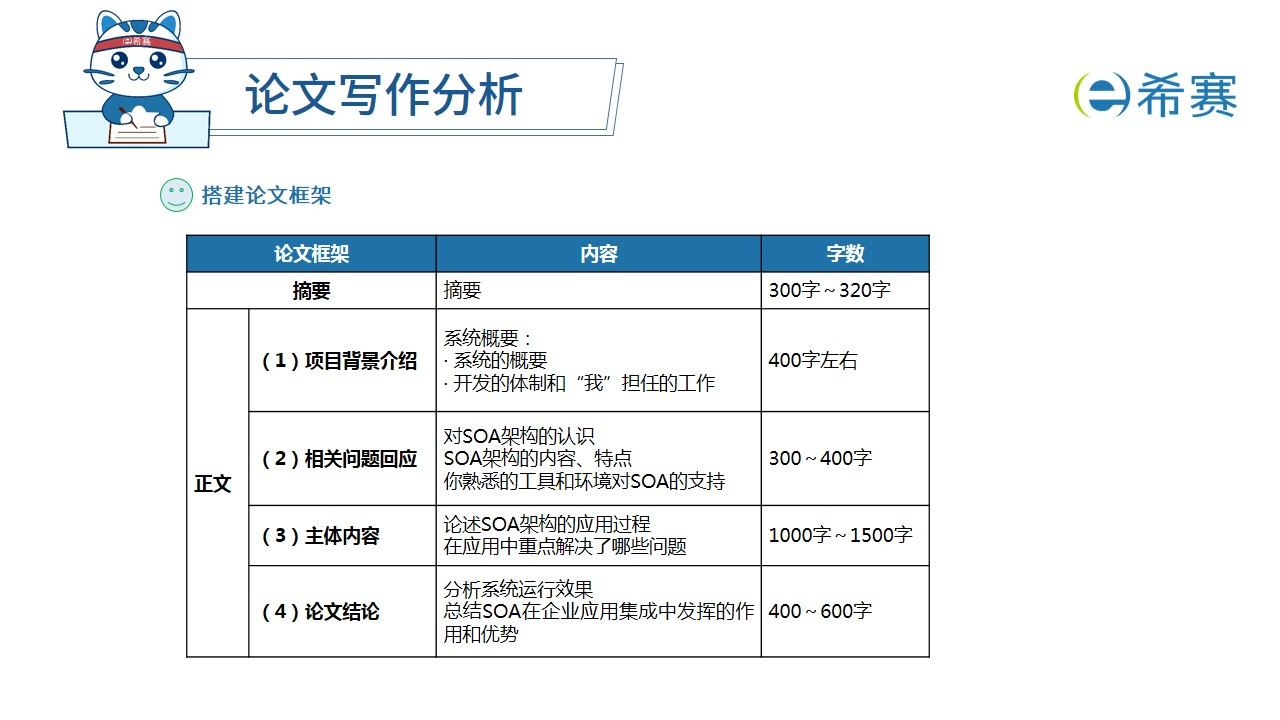 希赛
论文写作分析
希赛
搭建论文框架
论文框架 内容 字数
摘要 摘要 300字～320字
正文
（1）项目背景介绍
系统概要：
· 系统的概要
· 开发的体制和“我”担任的工作
400字左右
（2）相关问题回应
对SOA架构的认识
SOA架构的内容、特点
你熟悉的工具和环境对SOA的支持
300～400字
（3）主体内容
论述SOA架构的应用过程
在应用中重点解决了哪些问题
1000字～1500字
（4）论文结论
分析系统运行效果
总结SOA在企业应用集成中发挥的作
用和优势
400～600字